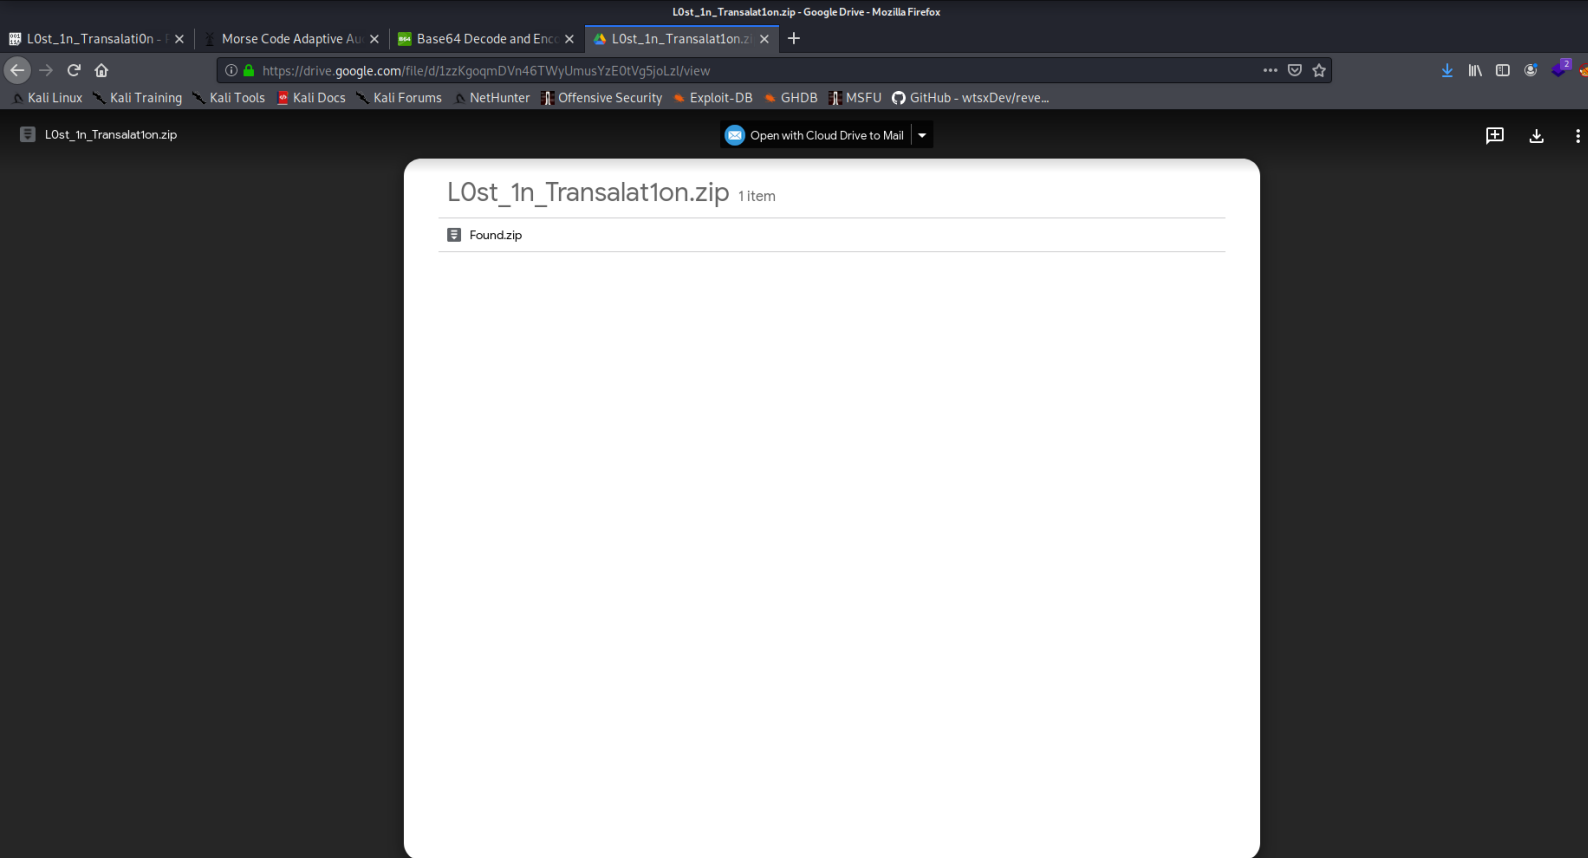 L0st_1n_Transalat1on.zip - Google Drive - Mozilla Firefox
L0st_1n_Transalati0n - Morse Code Adaptive Au Base64 Decode and Enc L0st_1n_Transalat1on.z
https://drive.google.com/file/d/1zzKgoqmDVn46TWyUmusYzE0tVg5joLzl/view
2
Kali Linux Kali Training Kali Tools Kali Docs Kali Forums NetHunter Offensive Security Exploit-DB GHDB MSFU GitHub - wtsxDev/reve...
L0st_1n_Transalat1on.zip
Open with Cloud Drive to Mail
L0st_1n_Transalat1on.zip 1 item
Found.zip